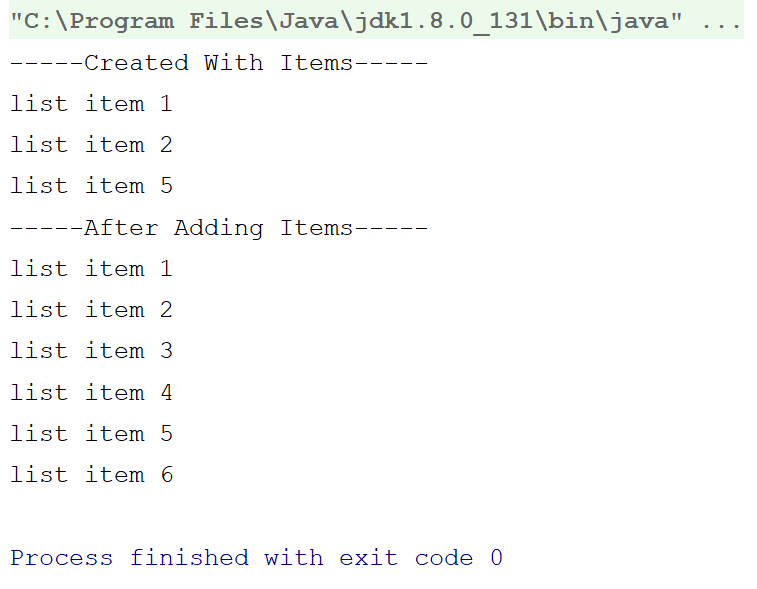 "C:\Program Files\Java\jdk1.8.0_131\bin\java" ...
-----Created With Items-----
list item 1
list item 2
list item 5
-----After Adding Items-----
list item 1
list item 2
list item 3
list item 4
list item 5
list item 6
Process finished with exit code 0